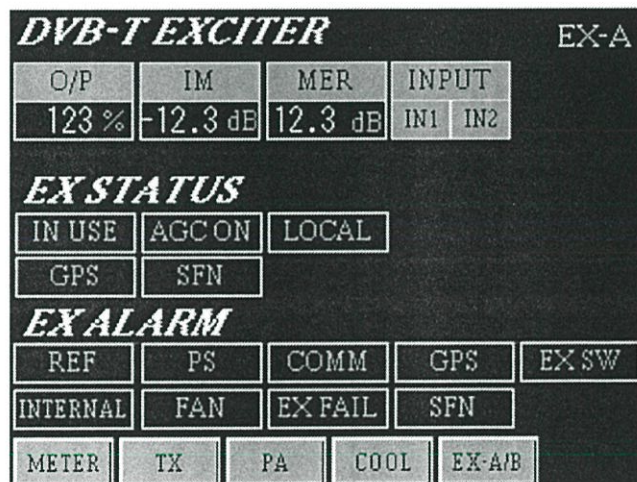 DVB-T EXCITER EX-A
O/P IM MER INPUT
123 % -12.3 dB 12.3 dB IN1 IN2
EX STATUS
IN USE AGC ON LOCAL
GPS SFN
EX ALARM
REF PS COMM GPS EX SW
INTERNAL FAN EX FAIL SFN
METER TX PA COOL EX-A/B